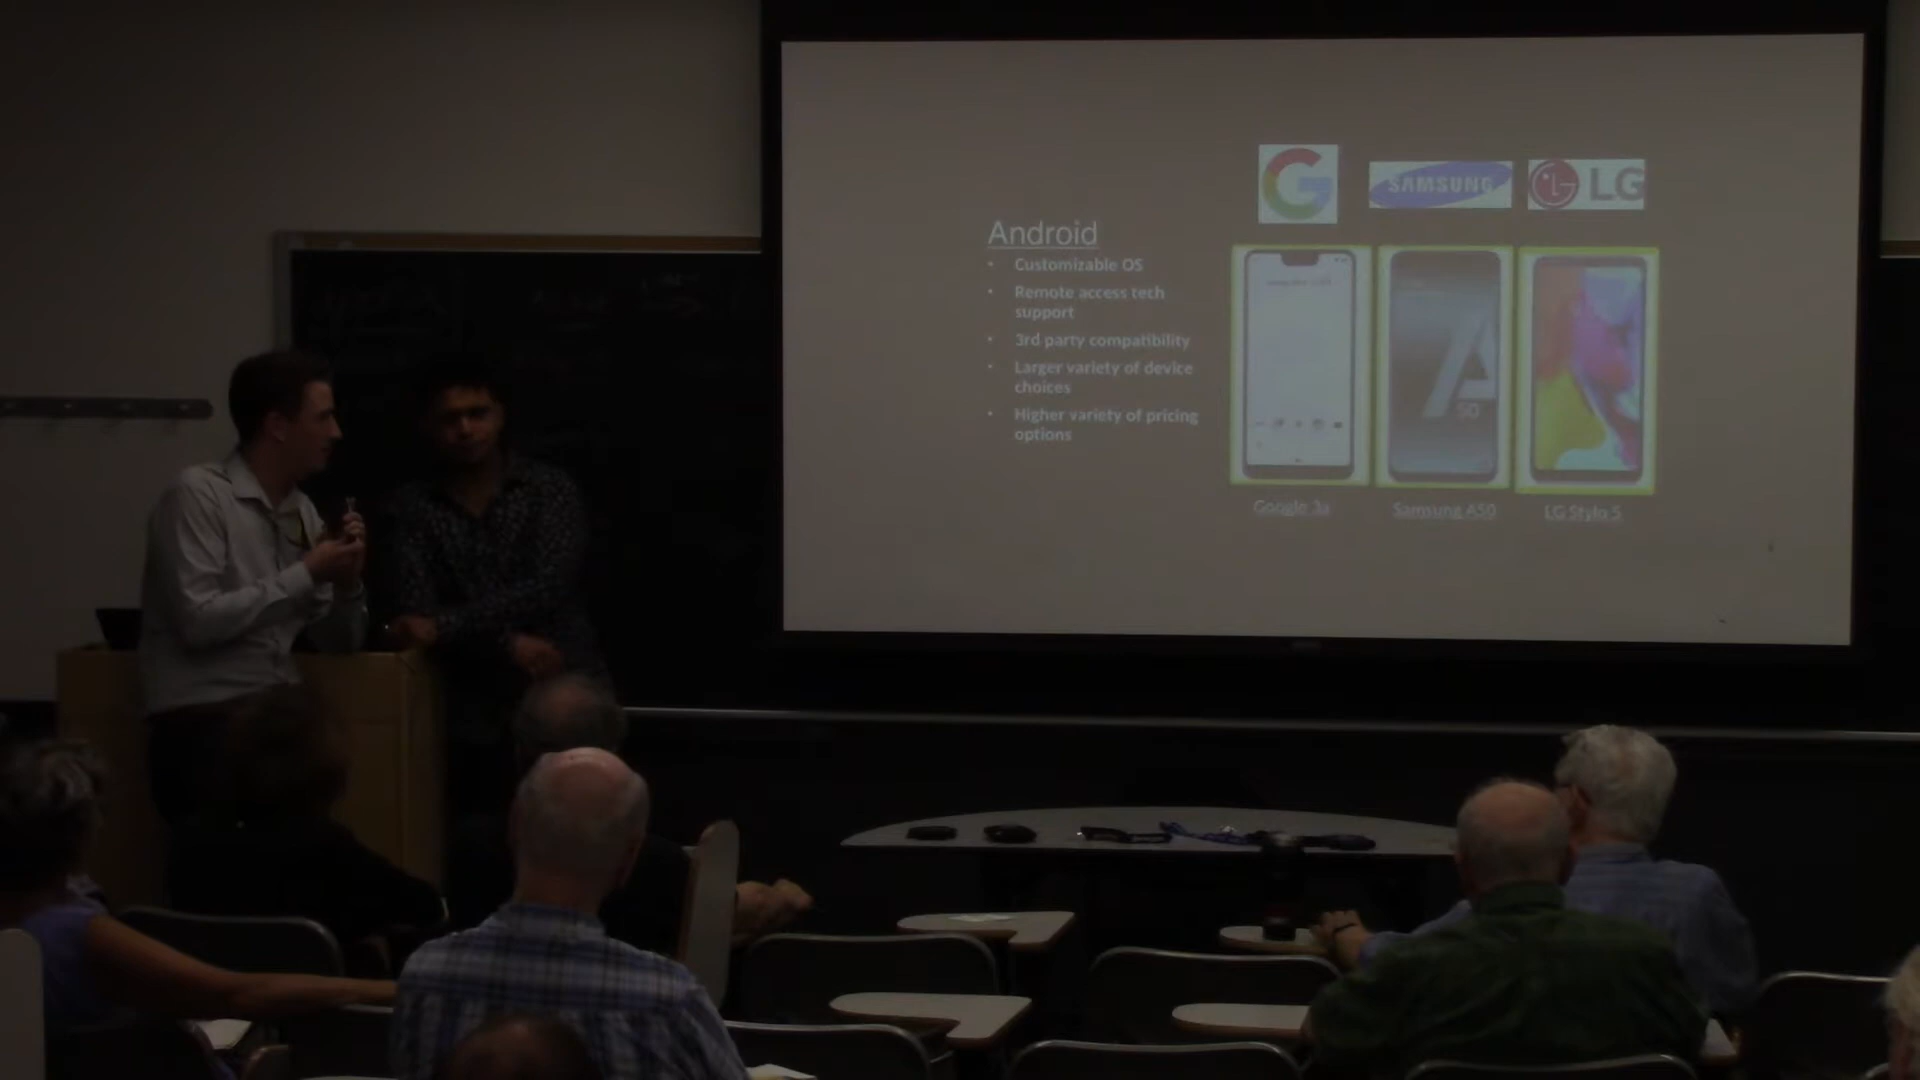 G
SAMSUNG
LG
Android
• Customizable OS
• Remote access tech
support
• 3rd party compatibility
• Larger variety of device
choices
• Higher variety of pricing
options
A
50
Google 3a
Samsung A50
LG Stylo 5